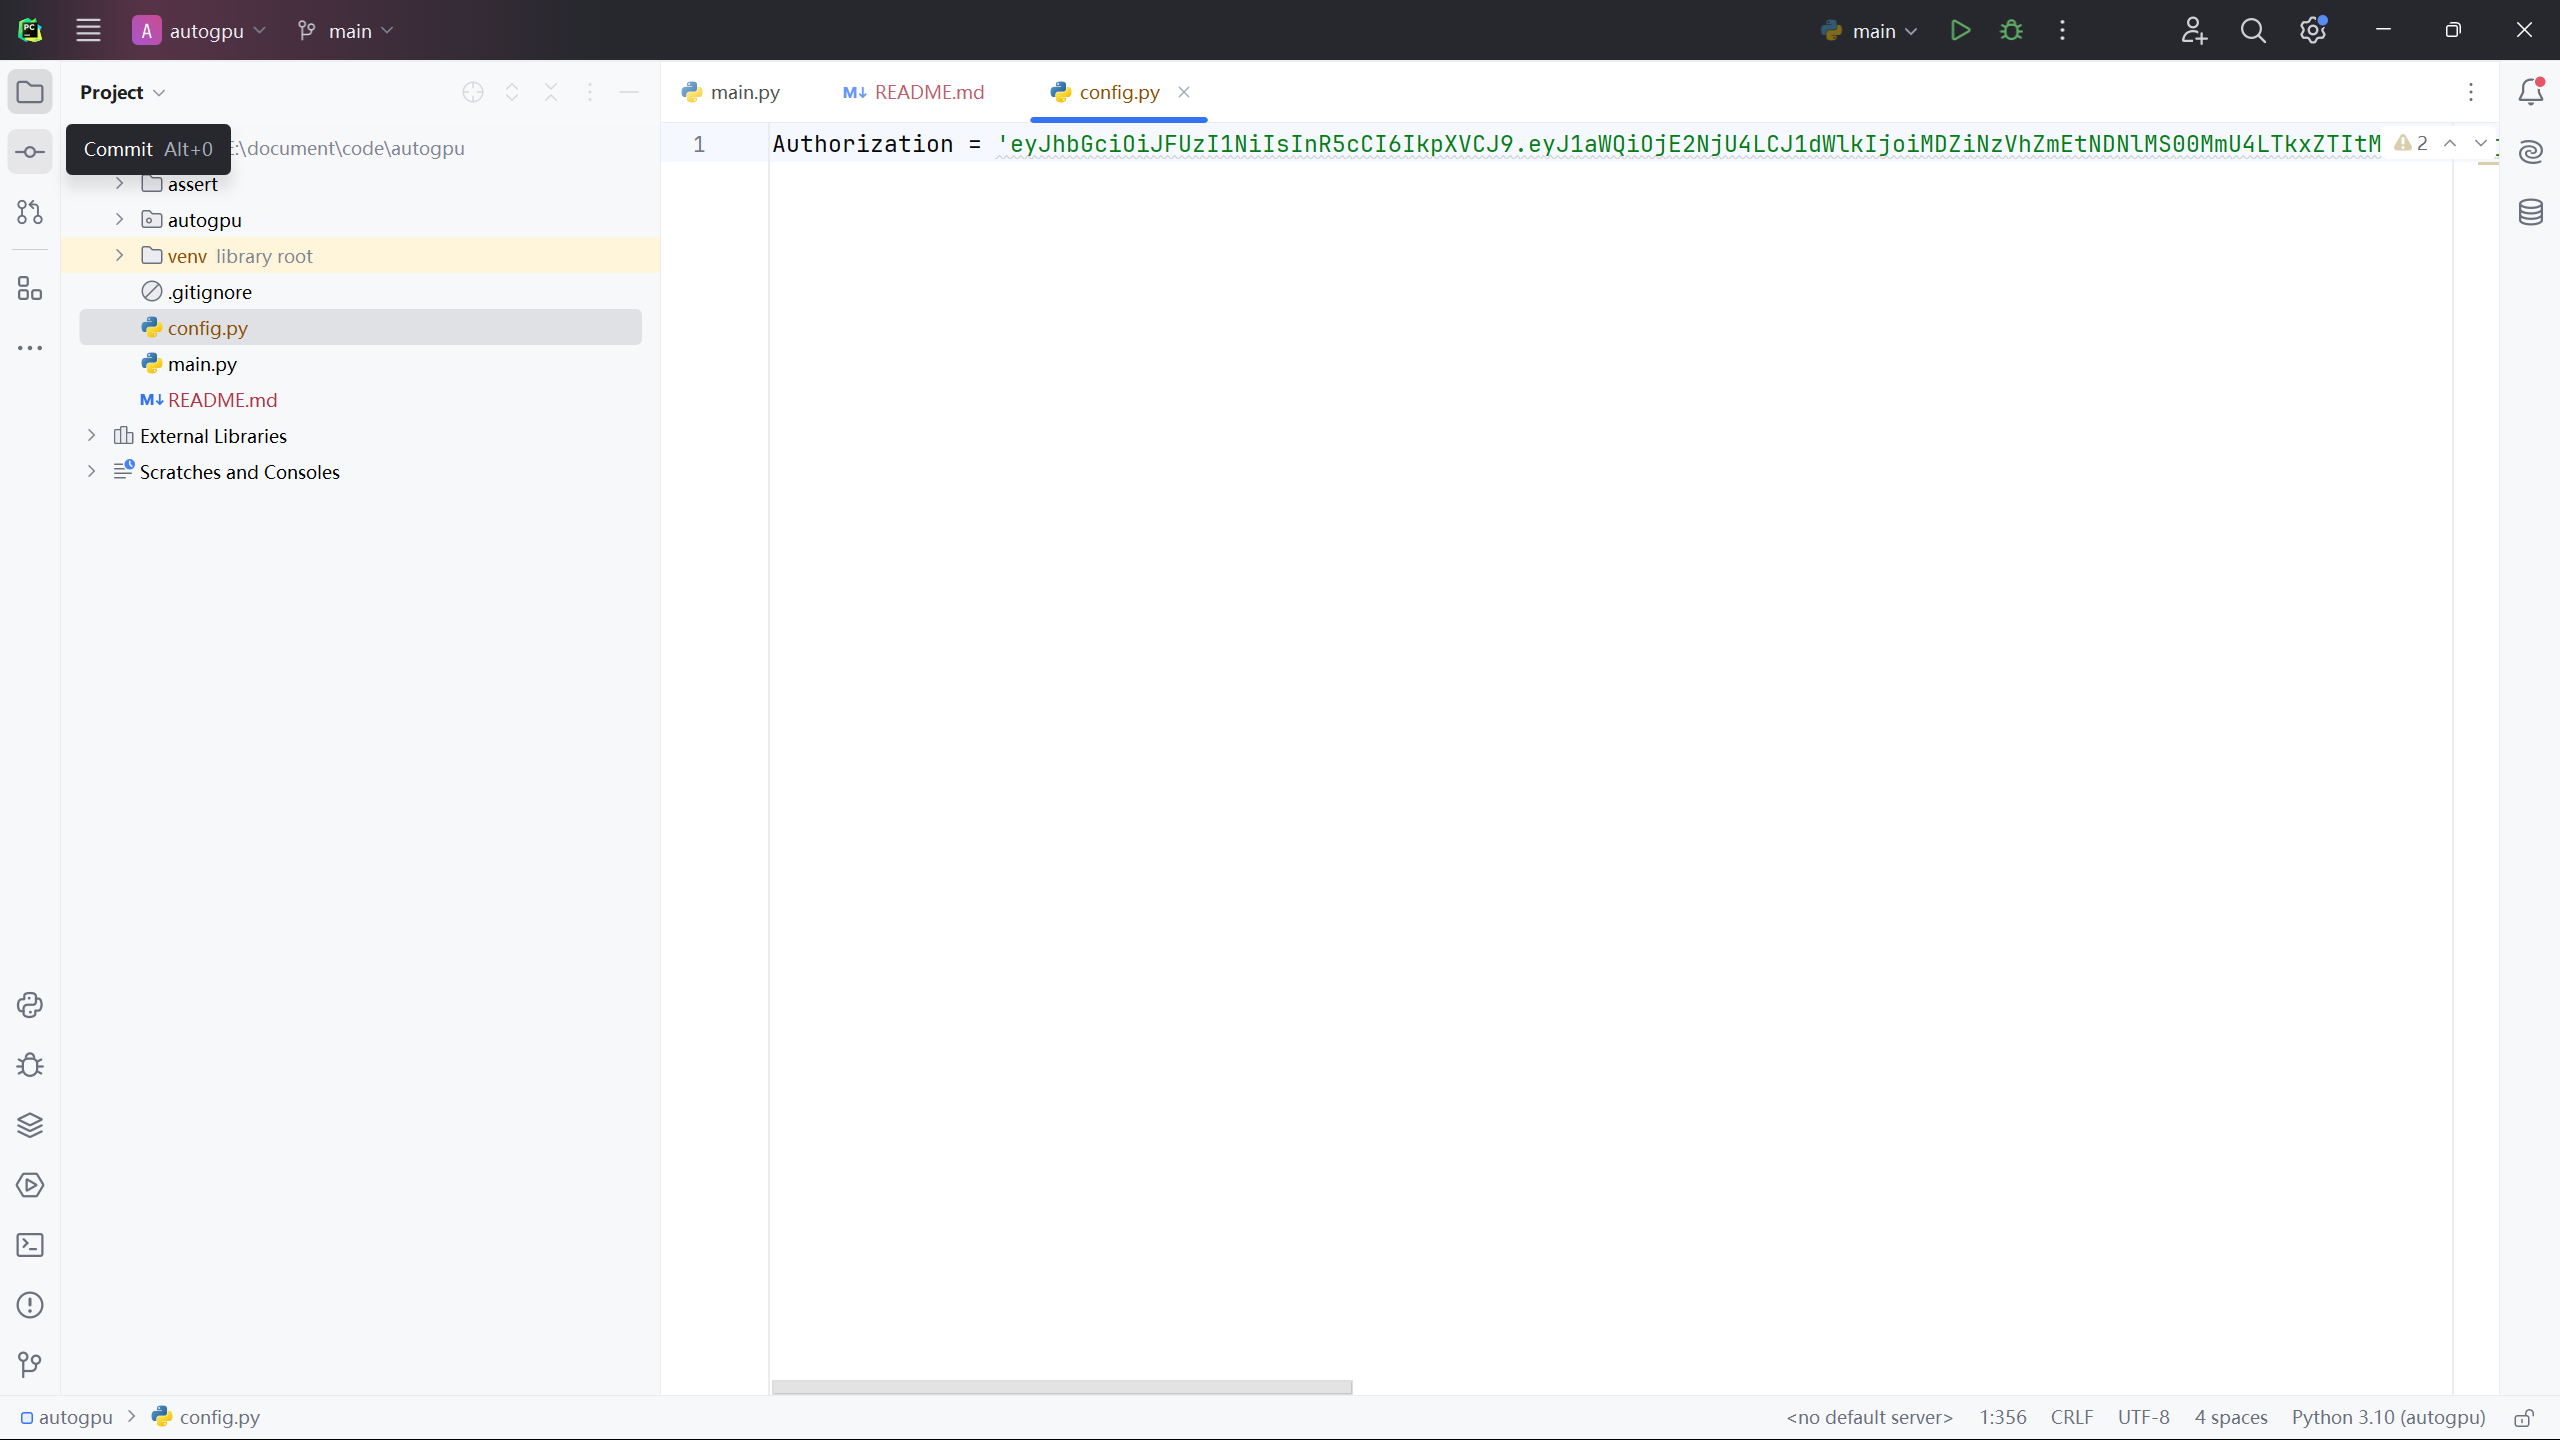 A autogpu main main
Project main.py README.md config.py
Commit Alt+0 E:\document\code\autogpu
1 Authorization = 'eyJhbGciOiJFUzI1NiIsInR5cCI6IkpXVCJ9.eyJ1aWQiOjE2NjU4LCJ1dWlkIjoiMDZiNzVhZmEtNDNlMS00MmU4LTkxZTItM 2
assert
autogpu
venv library root
.gitignore
config.py
main.py
README.md
External Libraries
Scratches and Consoles
autogpu config.py <no default server> 1:356 CRLF UTF-8 4 spaces Python 3.10 (autogpu)